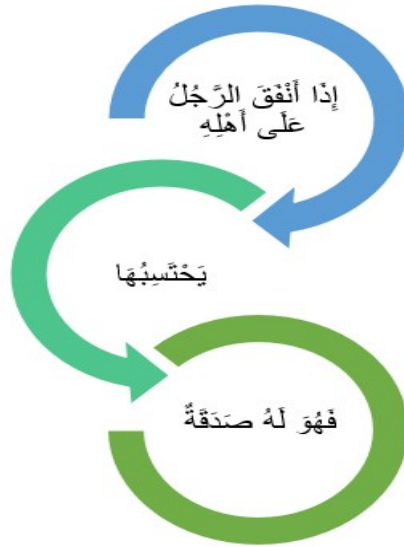 إِذَا أَنْفَقَ الرَّجُلُ
عَلَى أَهْلِهِ
يَحْتَسِبُهَا
فَهُوَ لَهُ صَدَقَةٌ